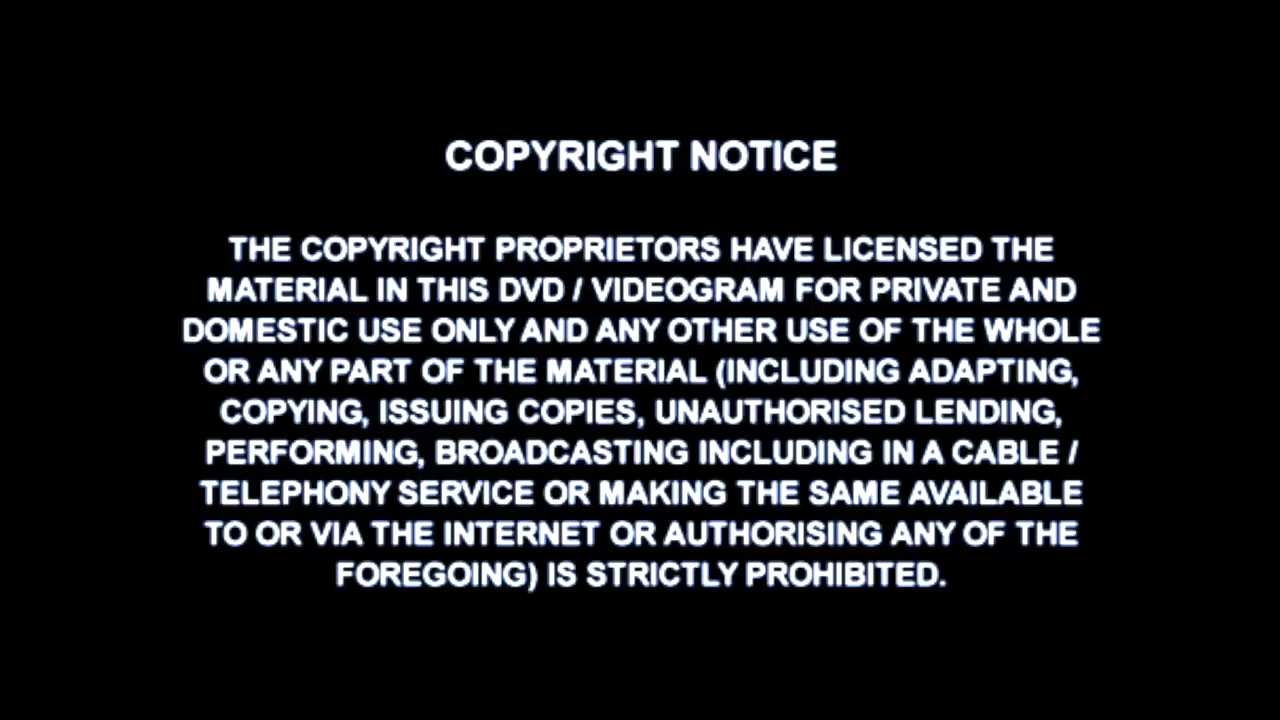 COPYRIGHT NOTICE
THE COPYRIGHT PROPRIETORS HAVE LICENSED THE
MATERIAL IN THIS DVD / VIDEOGRAM FOR PRIVATE AND
DOMESTIC USE ONLY AND ANY OTHER USE OF THE WHOLE
OR ANY PART OF THE MATERIAL (INCLUDING ADAPTING,
COPYING, ISSUING COPIES, UNAUTHORISED LENDING,
PERFORMING, BROADCASTING INCLUDING IN A CABLE /
TELEPHONY SERVICE OR MAKING THE SAME AVAILABLE
TO OR VIA THE INTERNET OR AUTHORISING ANY OF THE
FOREGOING) IS STRICTLY PROHIBITED.